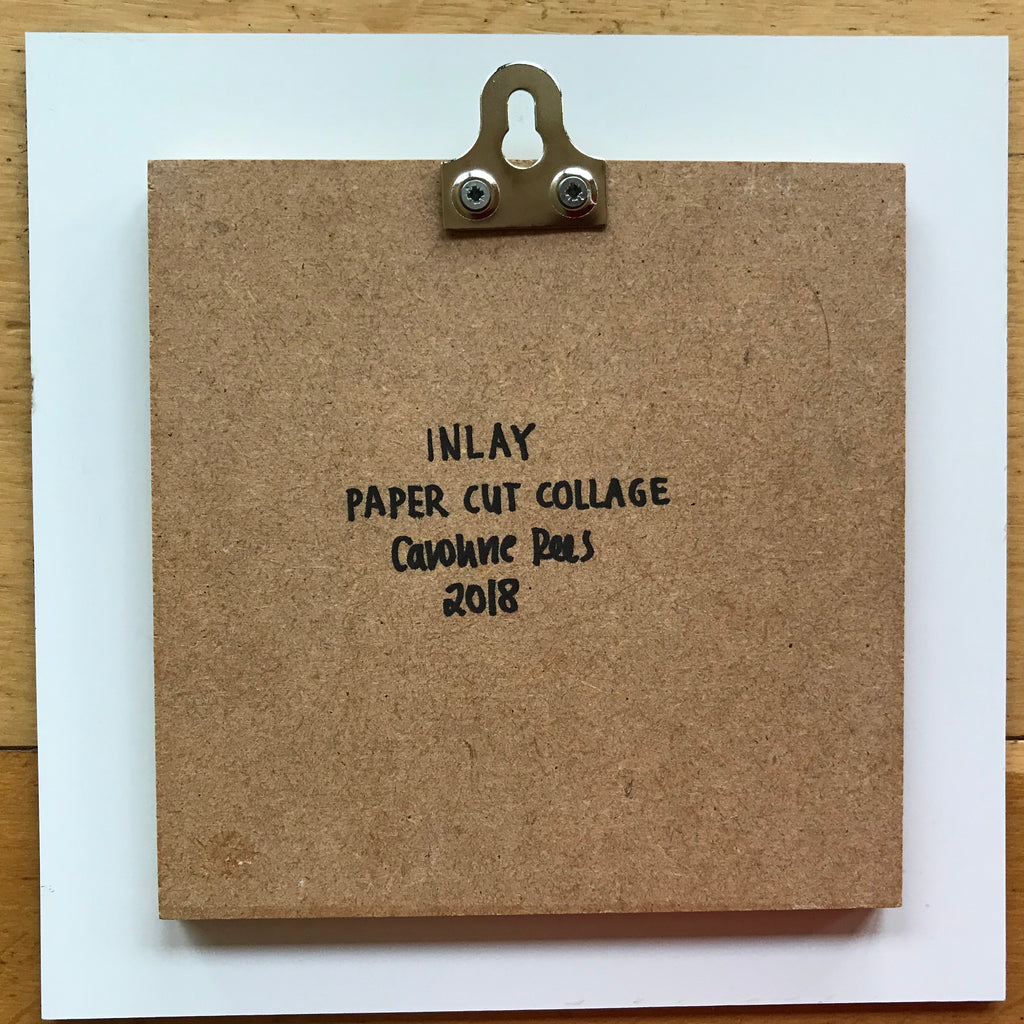 INLAY
PAPER CUT COLLAGE
Caroline Rees
2018